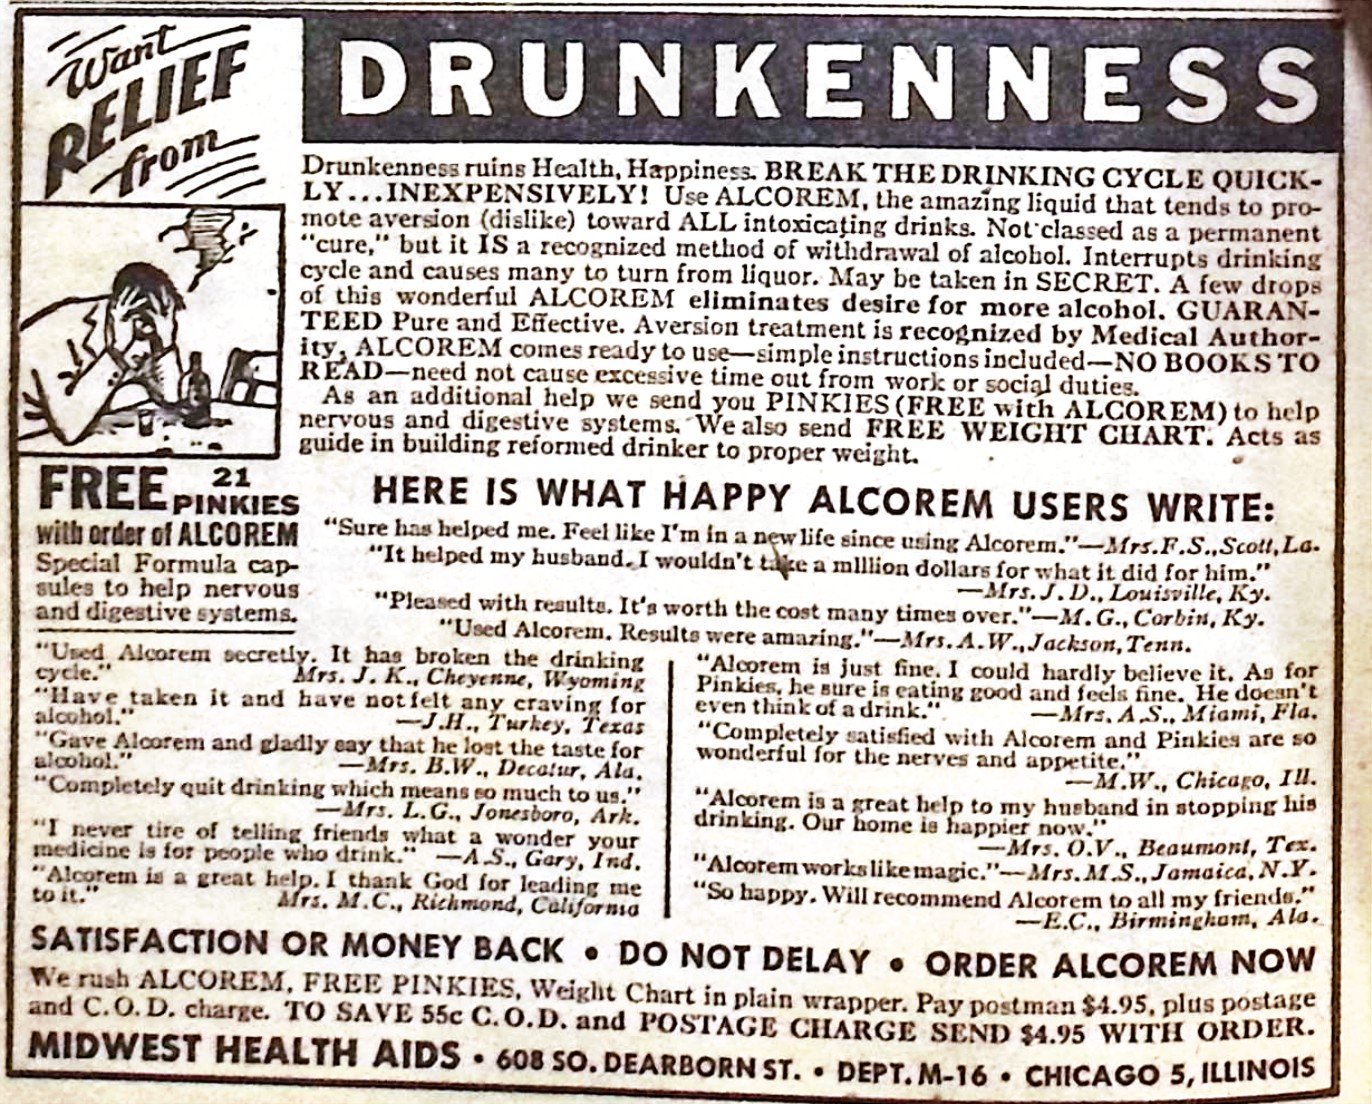 Want
RELIEF
from
DRUNKENNESS
Drunkenness ruins Health, Happiness. BREAK THE DRINKING CYCLE QUICK-
LY...INEXPENSIVELY! Use ALCOREM, the amazing liquid that tends to pro-
mote aversion (dislike) toward ALL intoxicating drinks. Not classed as a permanent
"cure," but it IS a recognized method of withdrawal of alcohol. Interrupts drinking
cycle and causes many to turn from liquor. May be taken in SECRET. A few drops
of this wonderful ALCOREM eliminates desire for more alcohol. GUARAN-
TEED Pure and Effective. Aversion treatment is recognized by Medical Author-
ity, ALCOREM comes ready to use—simple instructions included—NO BOOKS TO
READ—need not cause excessive time out from work or social duties.
As an additional help we send you PINKIES (FREE with ALCOREM) to help
nervous and digestive systems. We also send FREE WEIGHT CHART. Acts as
guide in building reformed drinker to proper weight.
FREE 21
PINKIES
with order of ALCOREM
Special Formula cap-
sules to help nervous
and digestive systems.
HERE IS WHAT HAPPY ALCOREM USERS WRITE:
"Sure has helped me. Feel like I'm in a new life since using Alcorem."—Mrs. F.S., Scott, La.
"It helped my husband. I wouldn't take a million dollars for what it did for him."
—Mrs. J. D., Louisville, Ky.
"Pleased with results. It's worth the cost many times over."—M.G., Corbin, Ky.
"Used Alcorem. Results were amazing."—Mrs. A.W., Jackson, Tenn.
"Used Alcorem secretly. It has broken the drinking
cycle." Mrs. J. K., Cheyenne, Wyoming
"Have taken it and have not felt any craving for
alcohol." —J.H., Turkey, Texas
"Gave Alcorem and gladly say that he lost the taste for
alcohol." —Mrs. B.W., Decatur, Ala.
"Completely quit drinking which means so much to us."
—Mrs. L.G., Jonesboro, Ark.
"I never tire of telling friends what a wonder your
medicine is for people who drink." —A.S., Gary, Ind.
"Alcorem is a great help. I thank God for leading me
to it." Mrs. M.C., Richmond, California
"Alcorem is just fine. I could hardly believe it. As for
Pinkies, he sure is eating good and feels fine. He doesn't
even think of a drink." —Mrs. A.S., Miami, Fla.
"Completely satisfied with Alcorem and Pinkies are so
wonderful for the nerves and appetite."
—M.W., Chicago, Ill.
"Alcorem is a great help to my husband in stopping his
drinking. Our home is happier now."
—Mrs. O.V., Beaumont, Tex.
"Alcorem works like magic."—Mrs. M.S., Jamaica, N.Y.
"So happy. Will recommend Alcorem to all my friends."
—E.C., Birmingham, Ala.
SATISFACTION OR MONEY BACK • DO NOT DELAY • ORDER ALCOREM NOW
We rush ALCOREM, FREE PINKIES, Weight Chart in plain wrapper. Pay postman $4.95, plus postage
and C.O.D. charge. TO SAVE 55c C.O.D. and POSTAGE CHARGE SEND $4.95 WITH ORDER.
MIDWEST HEALTH AIDS • 608 SO. DEARBORN ST. • DEPT. M-16 • CHICAGO 5, ILLINOIS